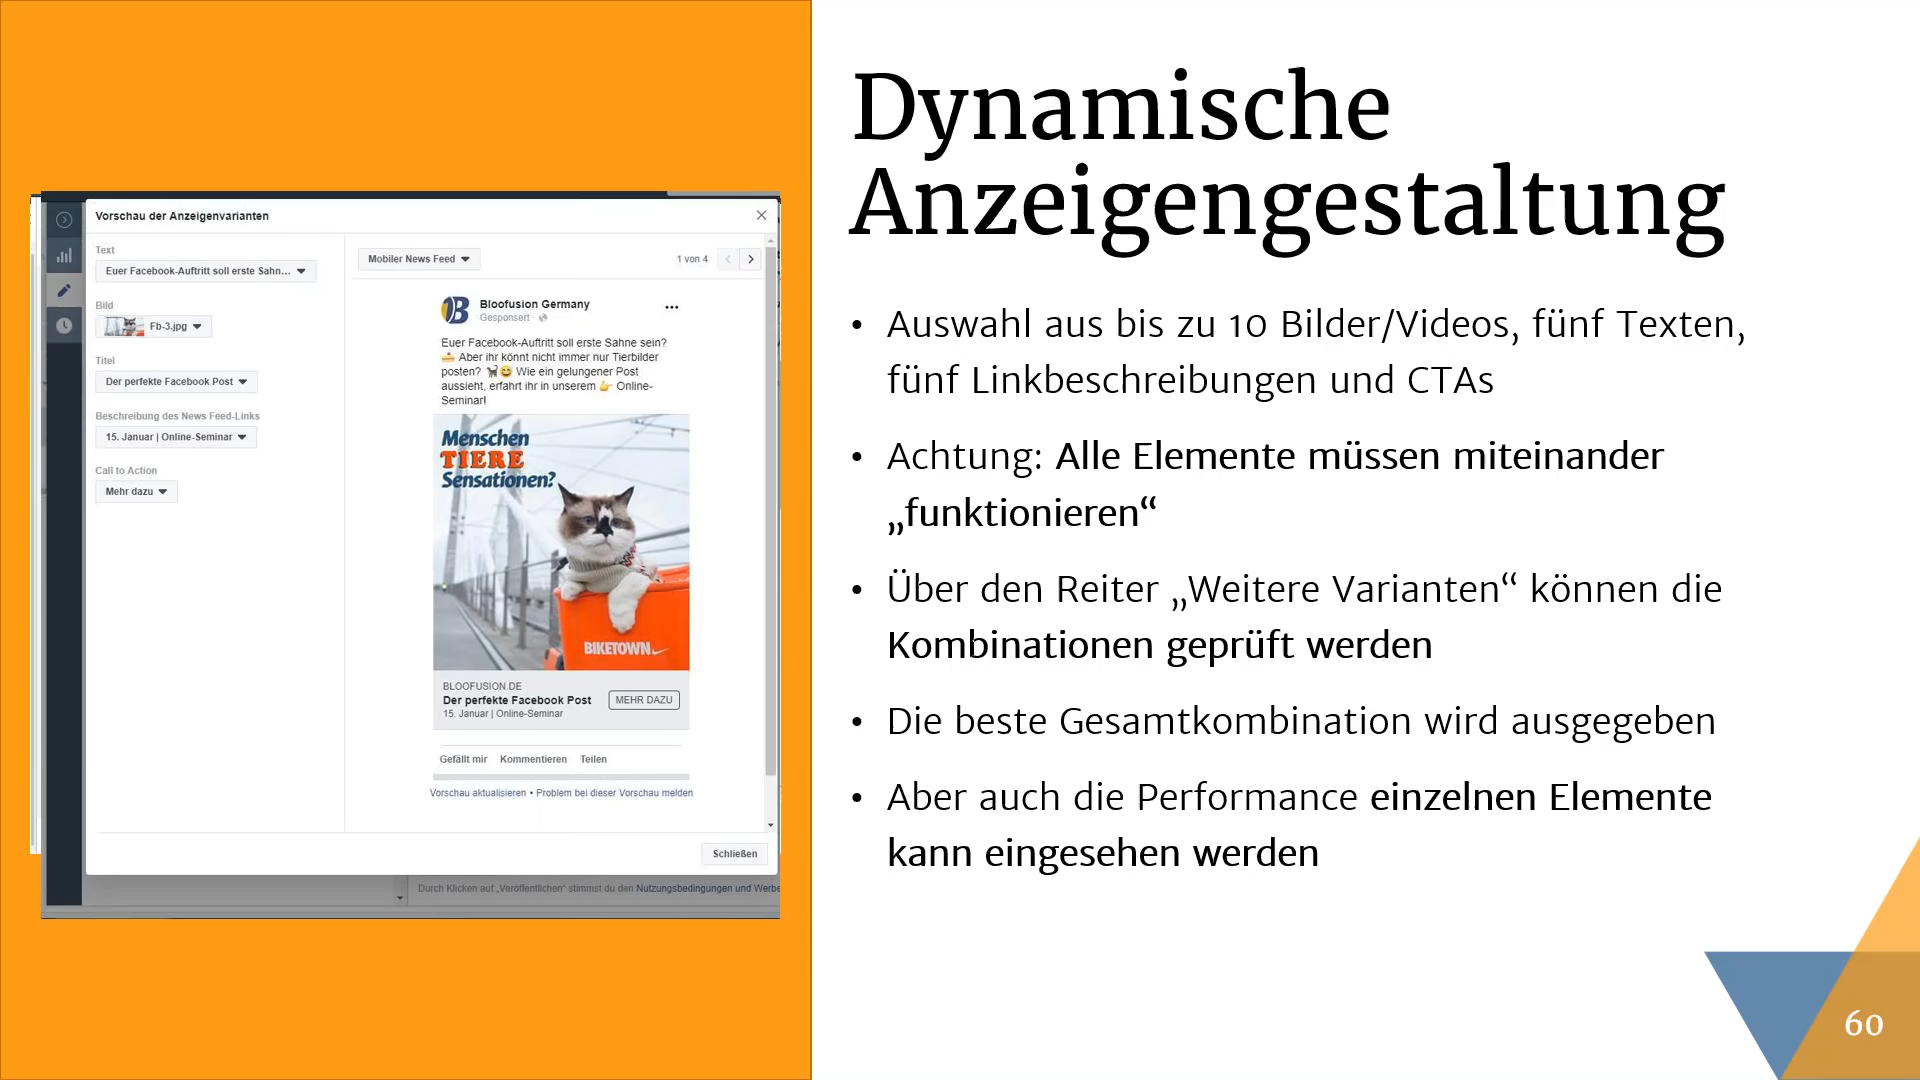 Vorschau der Anzeigenvarianten
Text
Euer Facebook-Auftritt soll erste Sahn...
Bild
Fb-3.jpg
Titel
Der perfekte Facebook Post
Beschreibung des News Feed-Links
15. Januar | Online-Seminar
Call to Action
Mehr dazu
Mobiler News Feed
1 von 4
Bloofusion Germany
Gesponsert ·
Euer Facebook-Auftritt soll erste Sahne sein?
🍰 Aber ihr könnt nicht immer nur Tierbilder
posten? 🐈😄 Wie ein gelungener Post
aussieht, erfahrt ihr in unserem 👉 Online-
Seminar!
Menschen
TIERE
Sensationen?
BIKETOWN
BLOOFUSION.DE
Der perfekte Facebook Post
MEHR DAZU
15. Januar | Online-Seminar
Gefällt mir Kommentieren Teilen
Vorschau aktualisieren • Problem bei dieser Vorschau melden
Schließen
Durch Klicken auf „Veröffentlichen“ stimmst du den Nutzungsbedingungen und Werbe
Dynamische
Anzeigengestaltung
• Auswahl aus bis zu 10 Bilder/Videos, fünf Texten,
fünf Linkbeschreibungen und CTAs
• Achtung: Alle Elemente müssen miteinander
„funktionieren“
• Über den Reiter „Weitere Varianten“ können die
Kombinationen geprüft werden
• Die beste Gesamtkombination wird ausgegeben
• Aber auch die Performance einzelnen Elemente
kann eingesehen werden
60